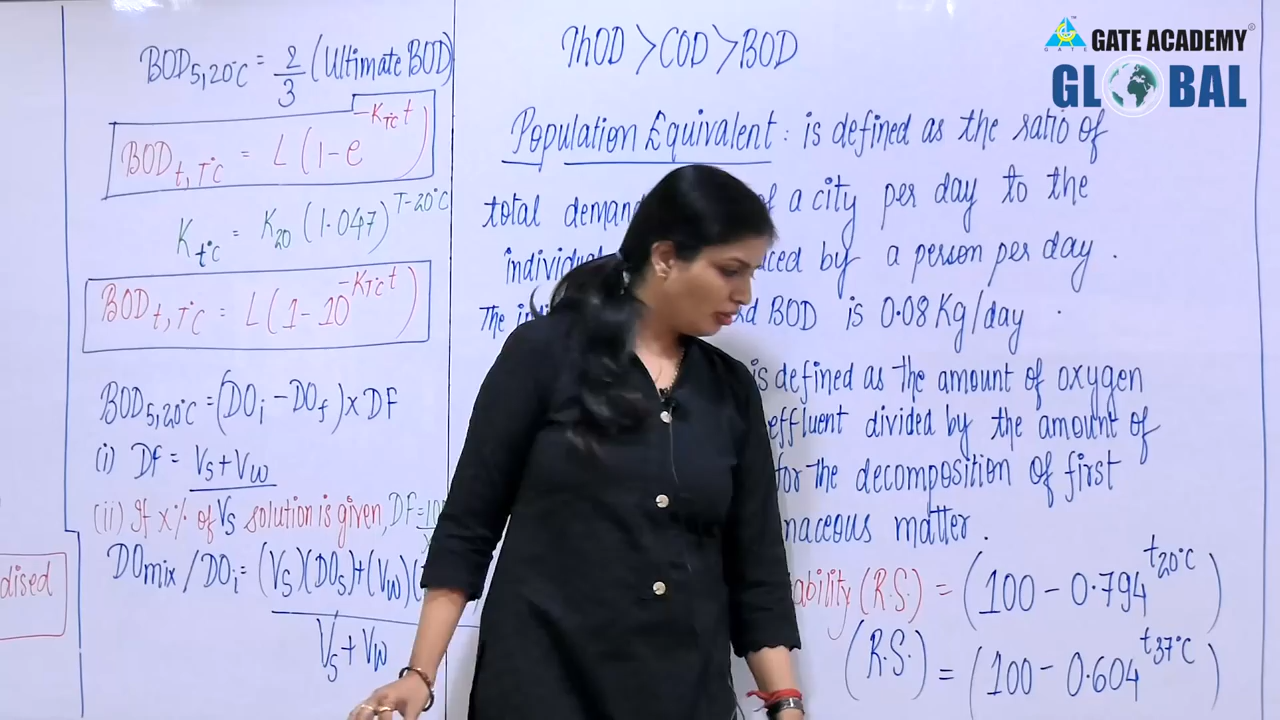 BOD5,20°C = 2/3 (Ultimate BOD)
BODt,T°C = L(1-e^-KT°C t)
Kt°C = K20 (1.047)^T-20°C
BODt,T°C = L(1-10^-KT°C t)
BOD5,20°C = (DOi - DOf) x DF
(i) Df = Vs+Vw / Vs
(ii) If x% of Vs solution is given, DF =
DOmix / DOi = (Vs)(DOs)+(Vw)( / Vs+Vw
dised
ThOD > COD > BOD
Population Equivalent : is defined as the ratio of
total of a city per day to the
by a person per day .
The BOD is 0.08 Kg/day .
is defined as the amount of oxygen
effluent divided by the amount of
for the decomposition of first
matter .
(R.S.) = (100 - 0.794^t20°C)
(R.S.) = (100 - 0.604^t37°C)
GATE ACADEMY
GATE
GLOBAL